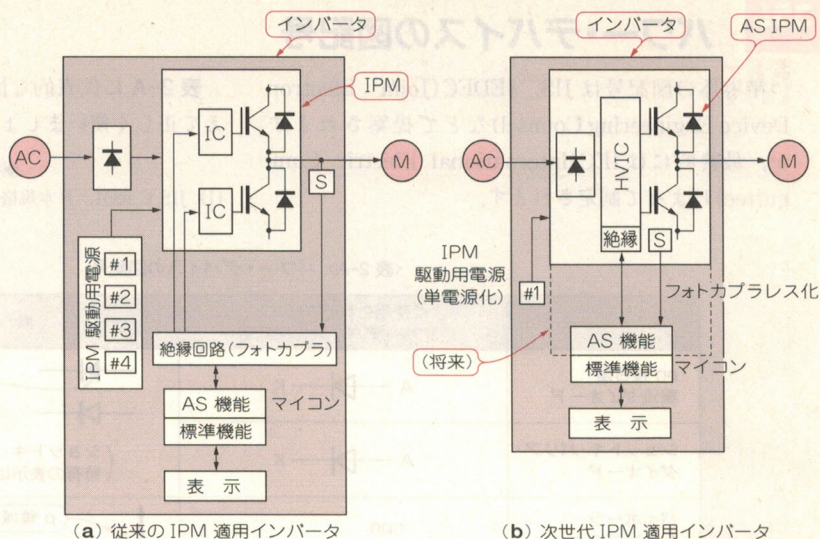 インバータ
IPM
IC
IC
AC
M
S
IPM 駆動用電源
#1
#2
#3
#4
絶縁回路(フォトカプラ)
AS 機能
マイコン
標準機能
表 示
(a) 従来の IPM 適用インバータ
インバータ
AS IPM
AC
HVIC
M
絶縁
S
IPM
駆動用電源
(単電源化)
#1
フォトカプラレス化
(将来)
AS 機能
マイコン
標準機能
表 示
(b) 次世代 IPM 適用インバータ